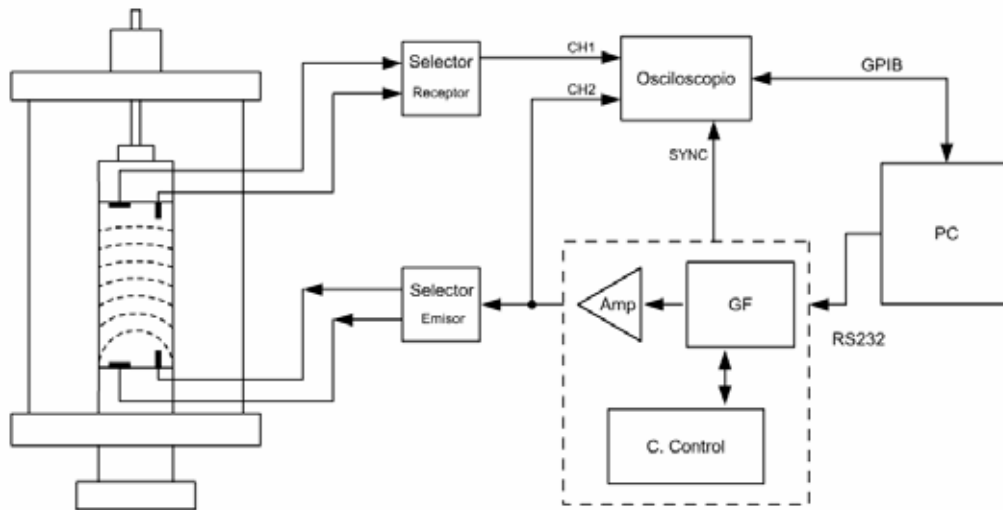 Selector
Receptor
CH1
CH2
Osciloscopio
GPIB
SYNC
PC
Selector
Emisor
Amp
GF
RS232
C. Control